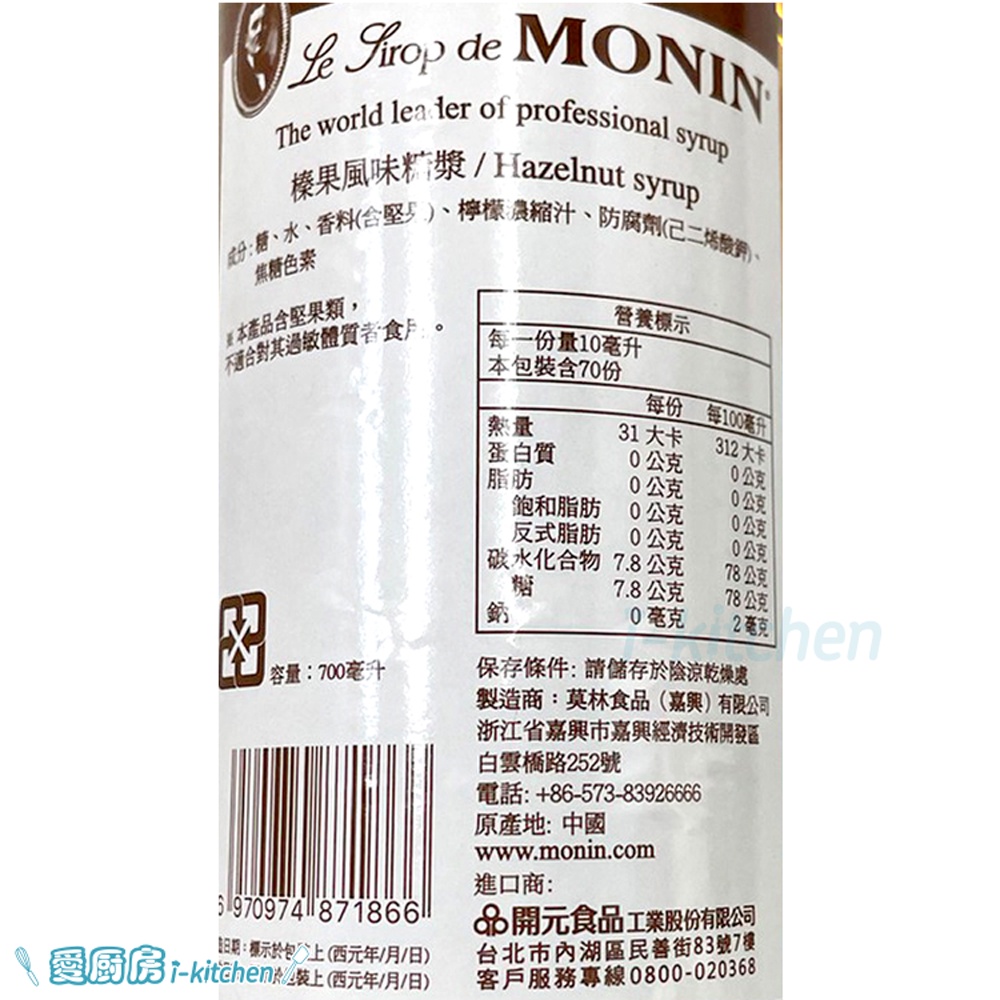 Le Sirop de MONIN
The world leader of professional syrup
榛果風味糖漿 / Hazelnut syrup
成分:糖、水、香料(含堅果)、檸檬濃縮汁、防腐劑(己二烯酸鉀)、
焦糖色素
※本產品含堅果類，
不適合對其過敏體質者食用。
營養標示
每一份量10毫升
本包裝含70份
每份 每100毫升
熱量 31 大卡 312 大卡
蛋白質 0 公克 0 公克
脂肪 0 公克 0 公克
飽和脂肪 0 公克 0 公克
反式脂肪 0 公克 0 公克
碳水化合物 7.8 公克 78 公克
糖 7.8 公克 78 公克
鈉 0 毫克 2 毫克
i-kitchen
容量：700毫升
保存條件: 請儲存於陰涼乾燥處
製造商：莫林食品（嘉興）有限公司
浙江省嘉興市嘉興經濟技術開發區
白雲橋路252號
電話: +86-573-83926666
原產地: 中國
www.monin.com
進口商:
開元食品工業股份有限公司
台北市內湖區民善街83號7樓
客戶服務專線0800-020368
6 970974 871866
日期：標示於包裝上 (西元年/月/日)
裝上 (西元年/月/日)
愛廚房 i-kitchen